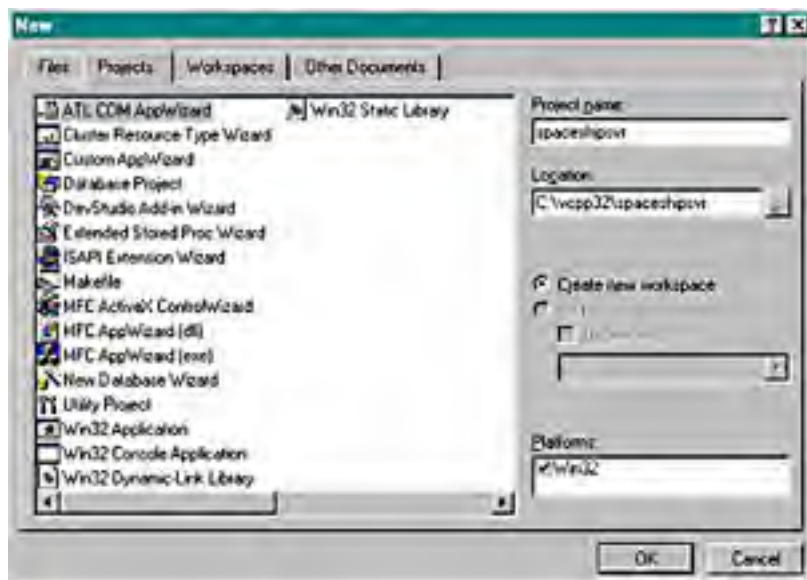 New
Files
Projects
Workspaces
Other Documents
ATL COM AppWizard
Cluster Resource Type Wizard
Custom AppWizard
Database Project
DevStudio Add-in Wizard
Extended Stored Proc Wizard
ISAPI Extension Wizard
Makefile
MFC ActiveX ControlWizard
MFC AppWizard (dll)
MFC AppWizard (exe)
New Database Wizard
Utility Project
Win32 Application
Win32 Console Application
Win32 Dynamic-Link Library
Win32 Static Library
Project name:
spaceshipsvr
Location:
C:\vcpp32\spaceshipsvr
...
Create new workspace
Platforms:
Win32
OK
Cancel